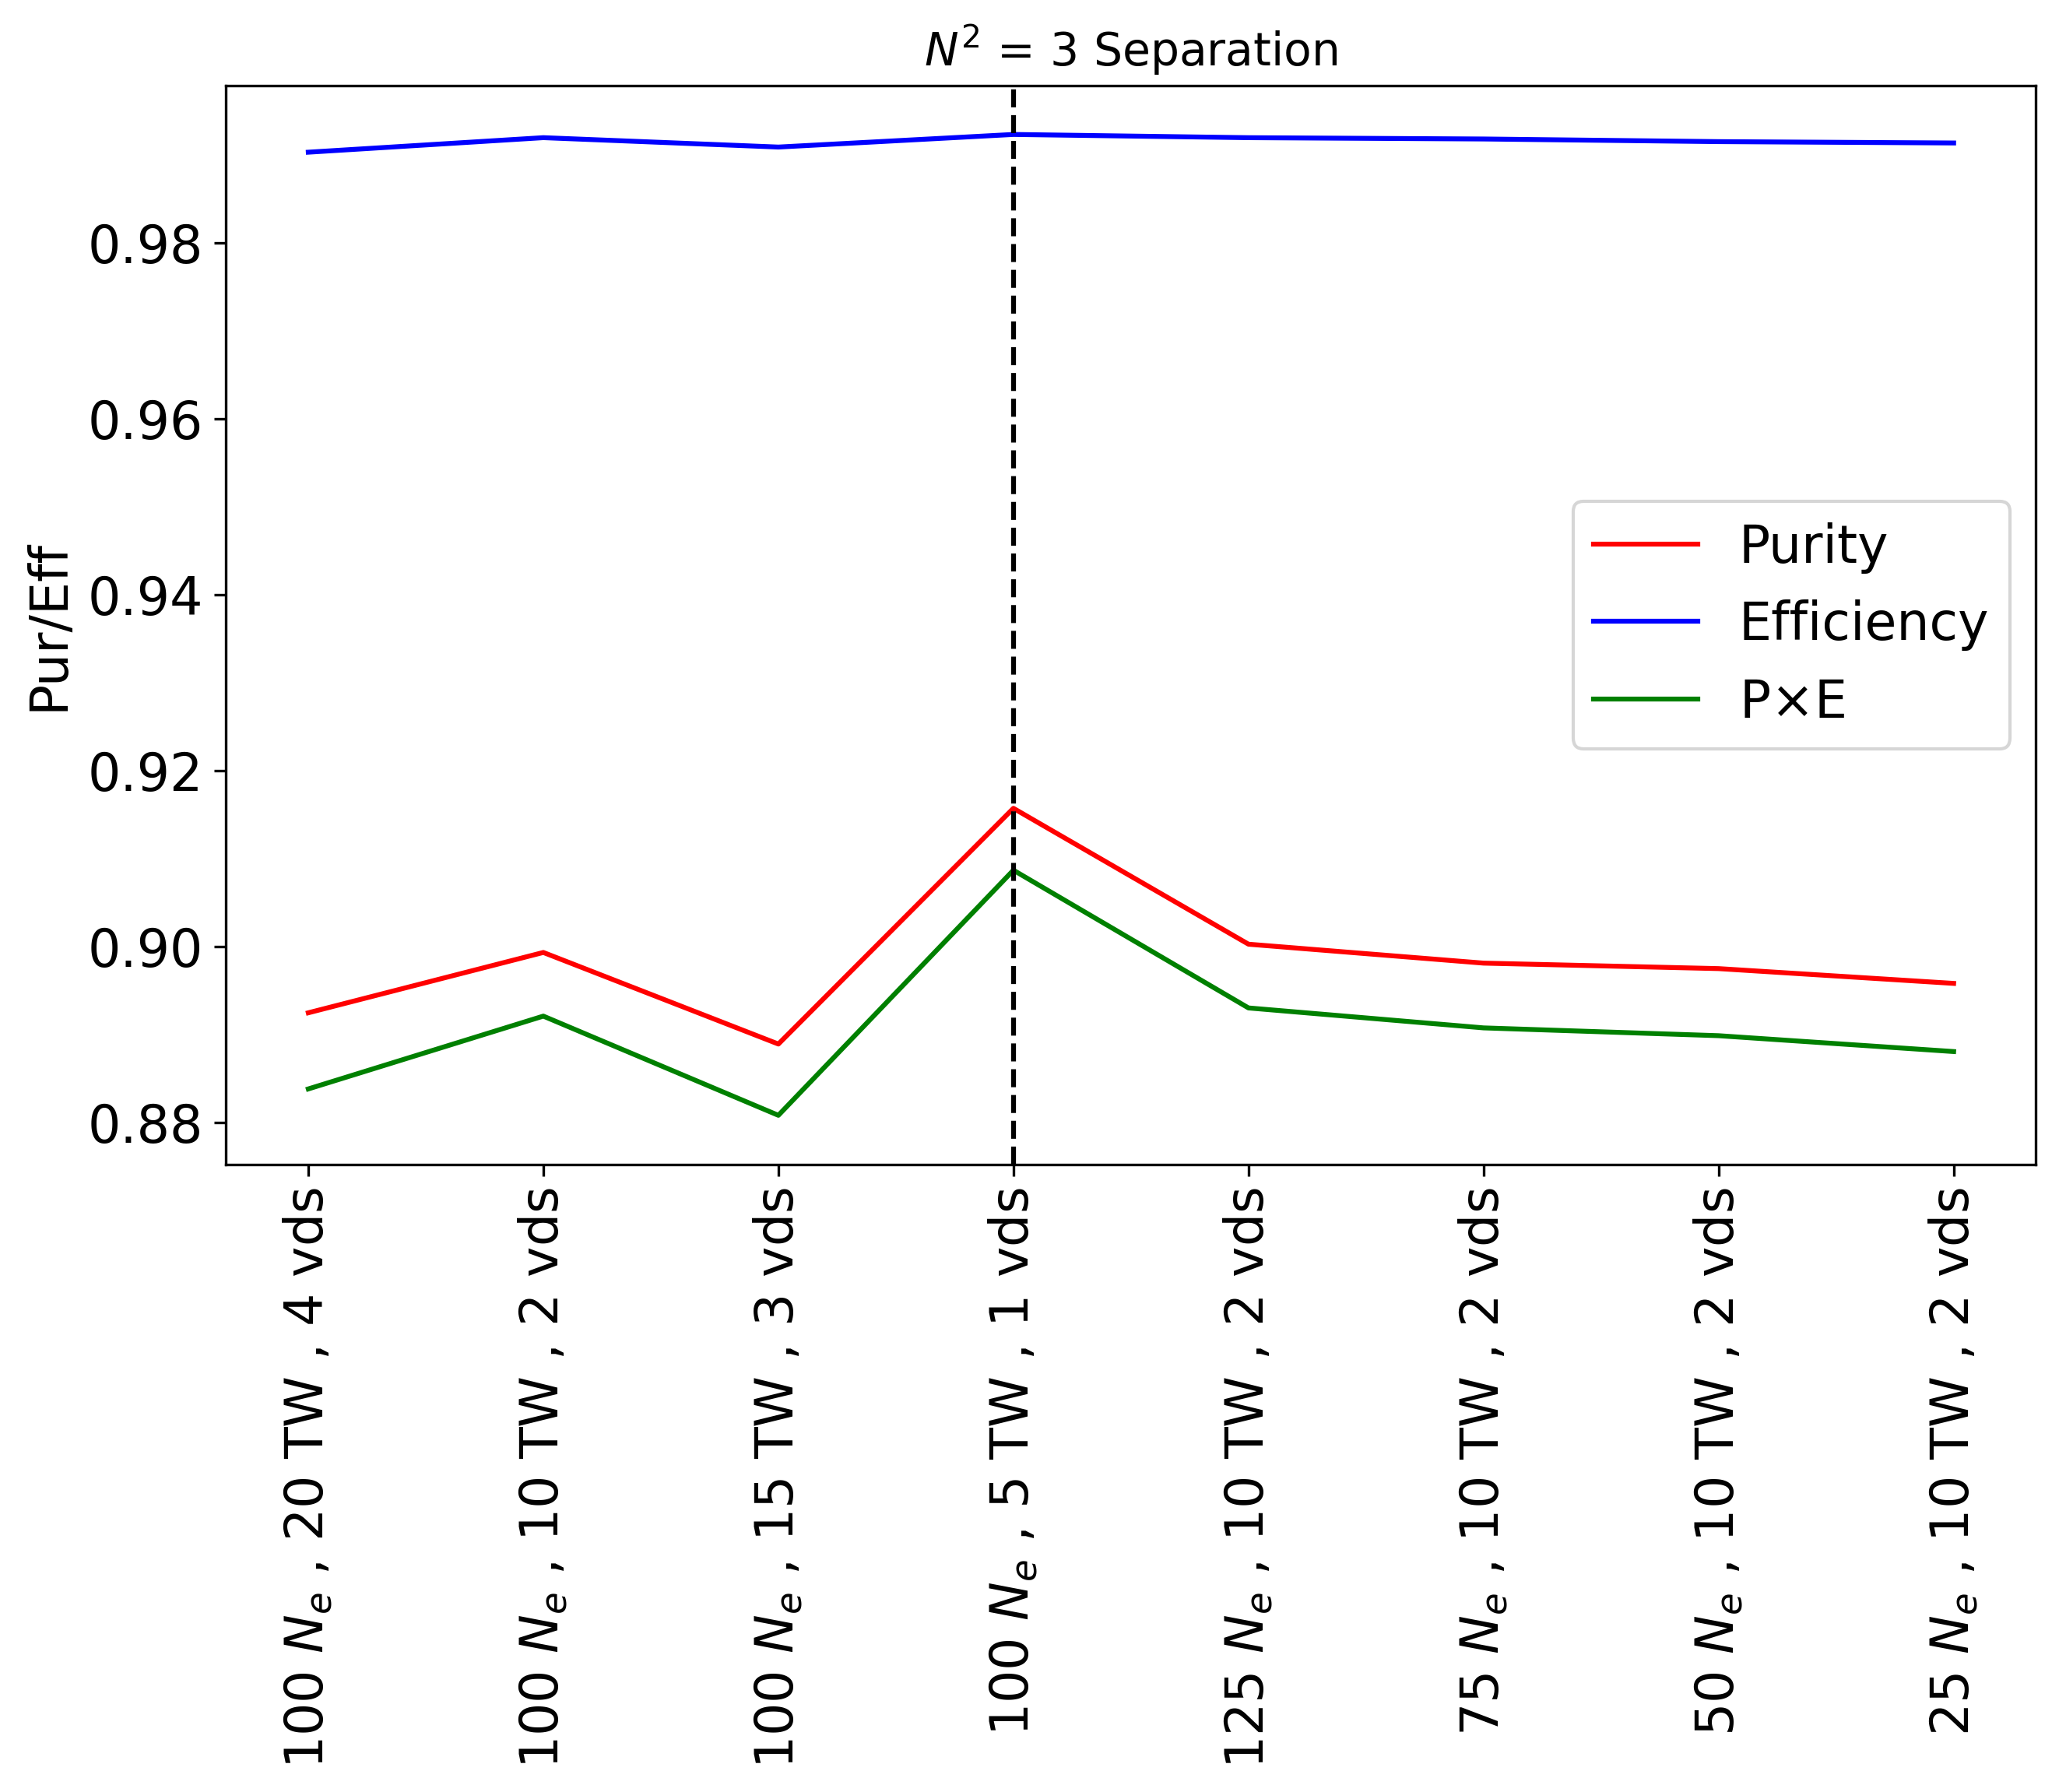 N² = 3 Separation
Pur/Eff
0.98
0.96
0.94
0.92
0.90
0.88
Purity
Efficiency
P×E
100 Nₑ , 20 TW , 4 vds
100 Nₑ , 10 TW , 2 vds
100 Nₑ , 15 TW , 3 vds
100 Nₑ , 5 TW , 1 vds
125 Nₑ , 10 TW , 2 vds
75 Nₑ , 10 TW , 2 vds
50 Nₑ , 10 TW , 2 vds
25 Nₑ , 10 TW , 2 vds